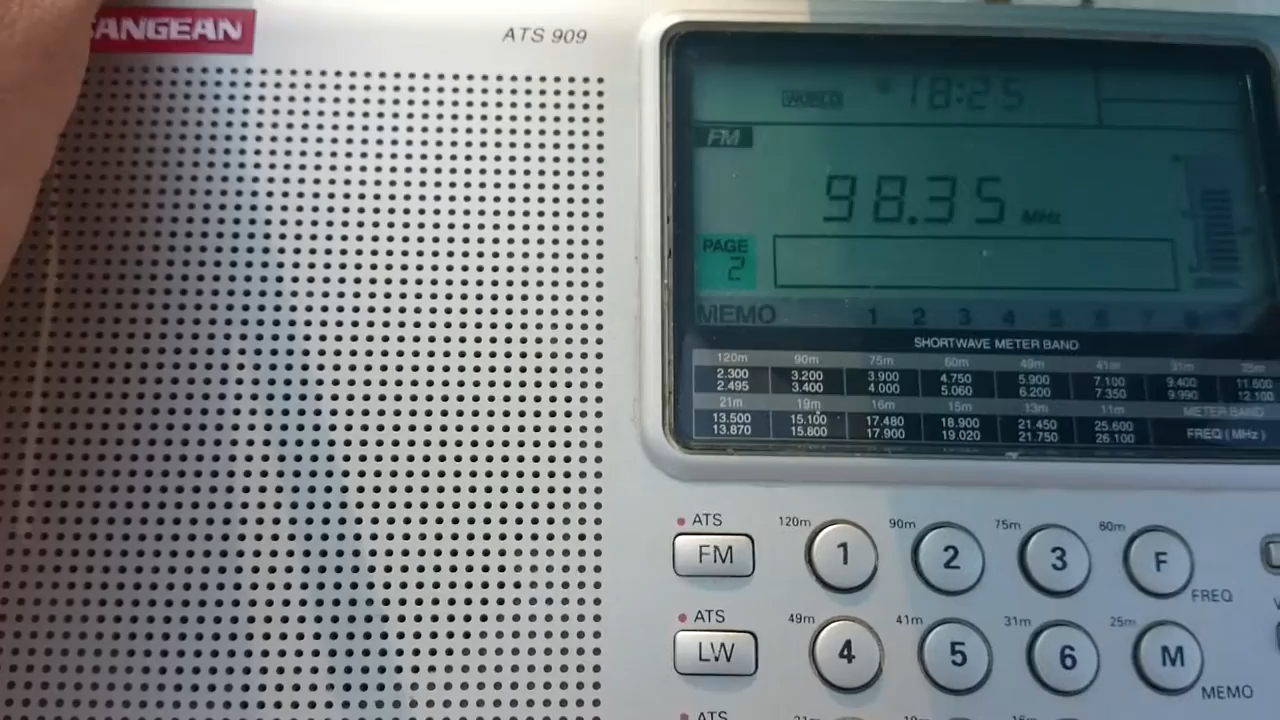 ANGEAN
ATS 909
WORLD 18:25
FM
98.35 MHz
PAGE
2
MEMO 1 2 3 4 5 6 7 8 9
SHORTWAVE METER BAND
120m 90m 75m 60m 49m 41m 31m 25m
2.300 3.200 3.900 4.750 5.900 7.100 9.400 11.600
2.495 3.400 4.000 5.060 6.200 7.350 9.990 12.100
21m 19m 16m 15m 13m 11m METER BAND
13.500 15.100 17.480 18.900 21.450 25.600 FREQ (MHz)
13.870 15.800 17.900 19.020 21.750 26.100
ATS 120m 90m 75m 60m
FM 1 2 3 F
FREQ
ATS 49m 41m 31m 25m
LW 4 5 6 M
MEMO
ATS